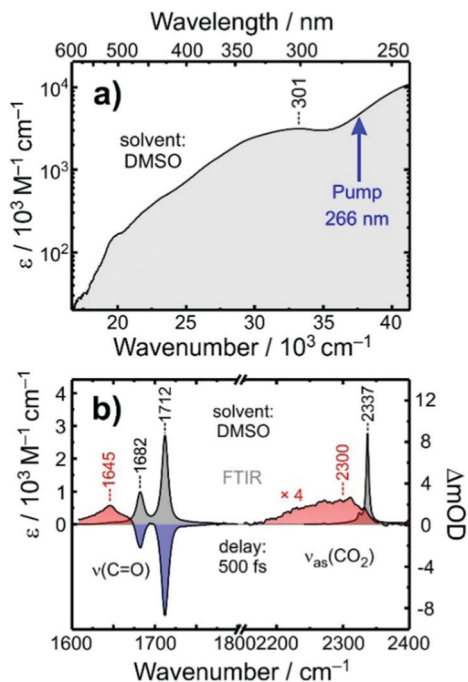 Wavelength / nm
600 500 400 350 300 250
a)
301
solvent:
DMSO
Pump
266 nm
10⁴
10³
10²
ε / 10³ M⁻¹ cm⁻¹
20 25 30 35 40
Wavenumber / 10³ cm⁻¹
b)
1645
1682
1712
solvent:
DMSO
2337
FTIR
2300
× 4
ν(C=O)
delay:
500 fs
νas(CO₂)
4
3
2
1
0
ε / 10³ M⁻¹ cm⁻¹
12
8
4
0
-4
-8
ΔmOD
1600 1700 1800 2200 2300 2400
Wavenumber / cm⁻¹